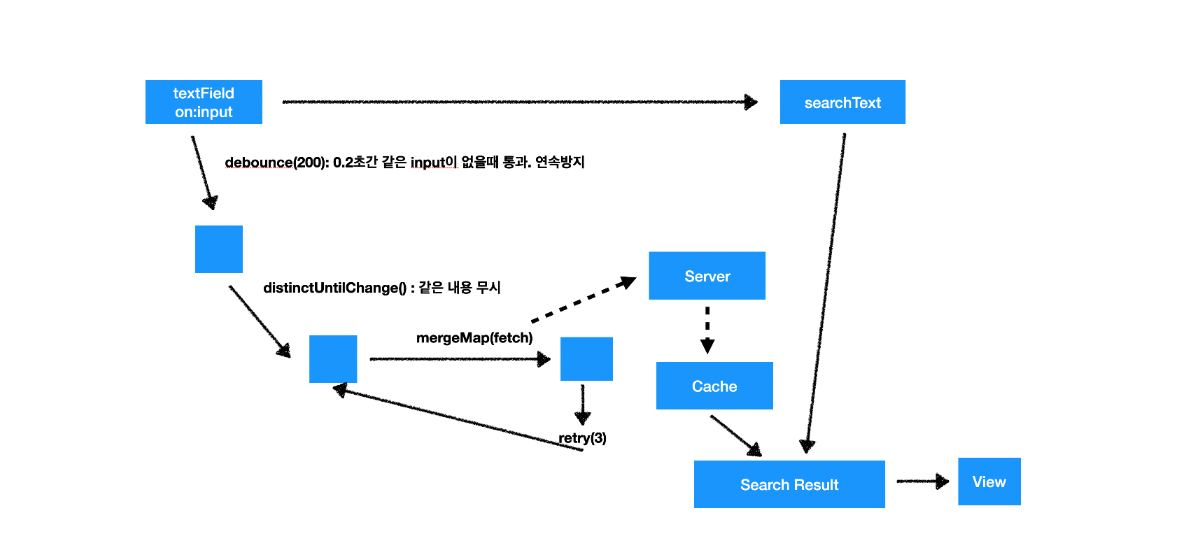 textField
on:input
searchText
debounce(200): 0.2초간 같은 input이 없을때 통과. 연속방지
distinctUntilChange() : 같은 내용 무시
Server
mergeMap(fetch)
Cache
retry(3)
Search Result
View